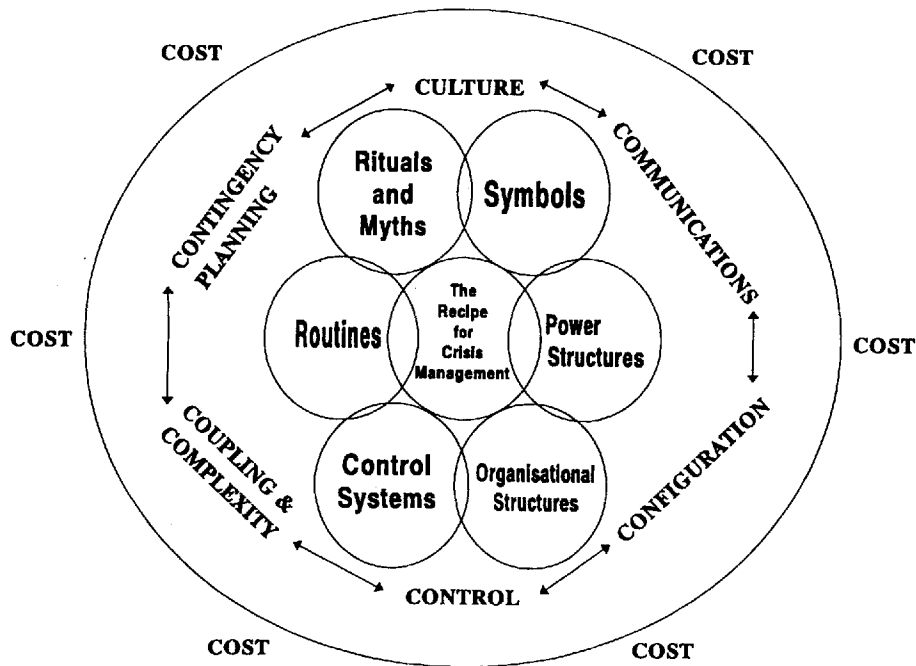 COST
COST
CULTURE
CONTINGENCY
PLANNING
COMMUNICATIONS
Rituals
and
Myths
Symbols
COST
Routines
The
Recipe
for
Crisis
Management
Power
Structures
COST
COUPLING &
COMPLEXITY
Control
Systems
Organisational
Structures
CONFIGURATION
CONTROL
COST
COST